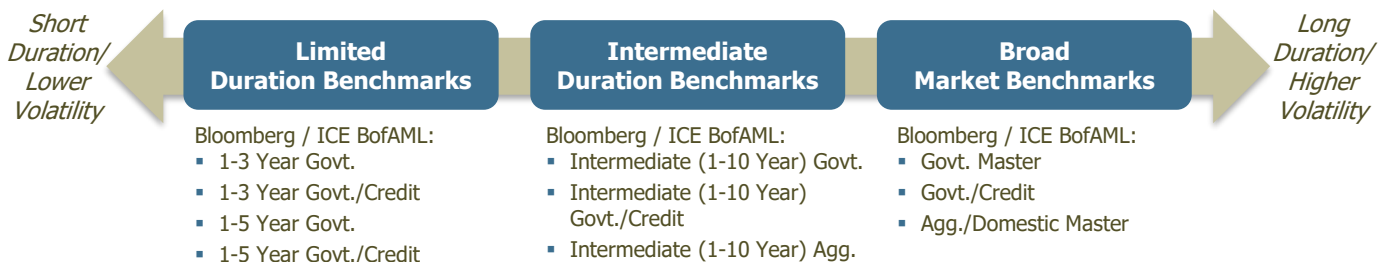 Short
Duration/
Lower
Volatility
Limited
Duration Benchmarks
Intermediate
Duration Benchmarks
Broad
Market Benchmarks
Long
Duration/
Higher
Volatility
Bloomberg / ICE BofAML:
▪ 1-3 Year Govt.
▪ 1-3 Year Govt./Credit
▪ 1-5 Year Govt.
▪ 1-5 Year Govt./Credit
Bloomberg / ICE BofAML:
▪ Intermediate (1-10 Year) Govt.
▪ Intermediate (1-10 Year)
Govt./Credit
▪ Intermediate (1-10 Year) Agg.
Bloomberg / ICE BofAML:
▪ Govt. Master
▪ Govt./Credit
▪ Agg./Domestic Master